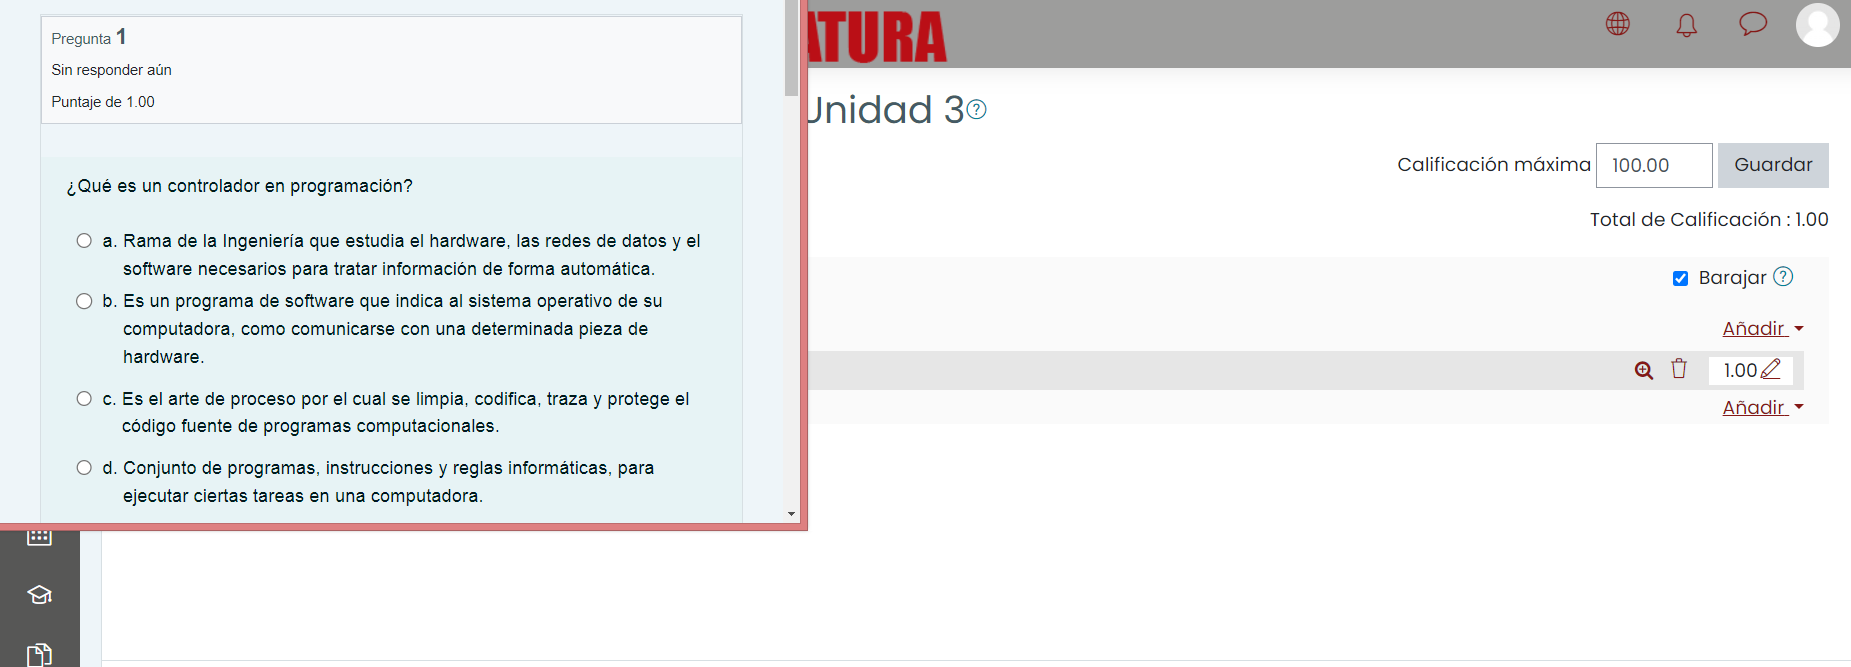 Pregunta 1
Sin responder aún
Puntaje de 1.00
¿Qué es un controlador en programación?
a. Rama de la Ingeniería que estudia el hardware, las redes de datos y el
software necesarios para tratar información de forma automática.
b. Es un programa de software que indica al sistema operativo de su
computadora, como comunicarse con una determinada pieza de
hardware.
c. Es el arte de proceso por el cual se limpia, codifica, traza y protege el
código fuente de programas computacionales.
d. Conjunto de programas, instrucciones y reglas informáticas, para
ejecutar ciertas tareas en una computadora.
ATURA
Unidad 3
Calificación máxima 100.00 Guardar
Total de Calificación : 1.00
Barajar
Añadir
1.00
Añadir